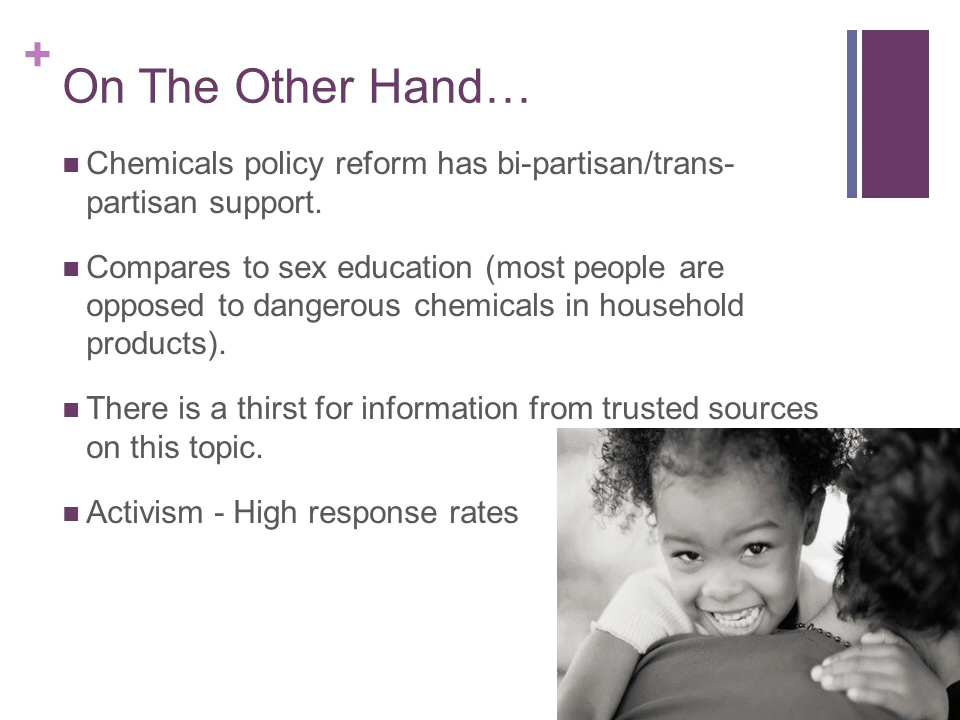 +
On The Other Hand…
Chemicals policy reform has bi-partisan/trans-
partisan support.
Compares to sex education (most people are
opposed to dangerous chemicals in household
products).
There is a thirst for information from trusted sources
on this topic.
Activism - High response rates